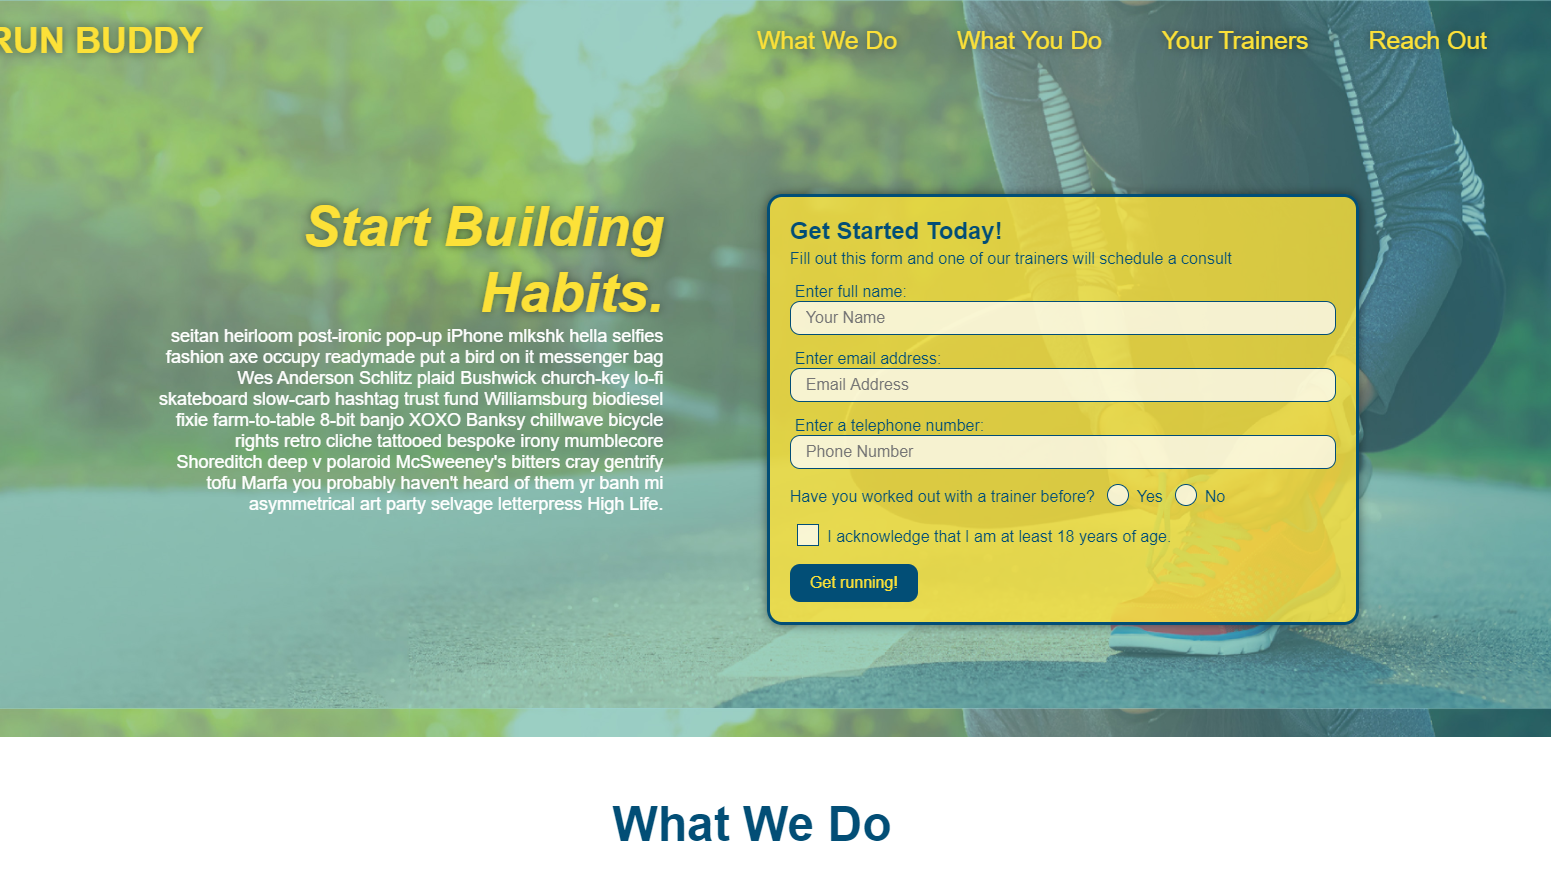 RUN BUDDY
What We Do
What You Do
Your Trainers
Reach Out
Start Building
Habits.
seitan heirloom post-ironic pop-up iPhone mlkshk hella selfies
fashion axe occupy readymade put a bird on it messenger bag
Wes Anderson Schlitz plaid Bushwick church-key lo-fi
skateboard slow-carb hashtag trust fund Williamsburg biodiesel
fixie farm-to-table 8-bit banjo XOXO Banksy chillwave bicycle
rights retro cliche tattooed bespoke irony mumblecore
Shoreditch deep v polaroid McSweeney's bitters cray gentrify
tofu Marfa you probably haven't heard of them yr banh mi
asymmetrical art party selvage letterpress High Life.
Get Started Today!
Fill out this form and one of our trainers will schedule a consult
Enter full name:
Your Name
Enter email address:
Email Address
Enter a telephone number:
Phone Number
Have you worked out with a trainer before? Yes No
I acknowledge that I am at least 18 years of age.
Get running!
What We Do